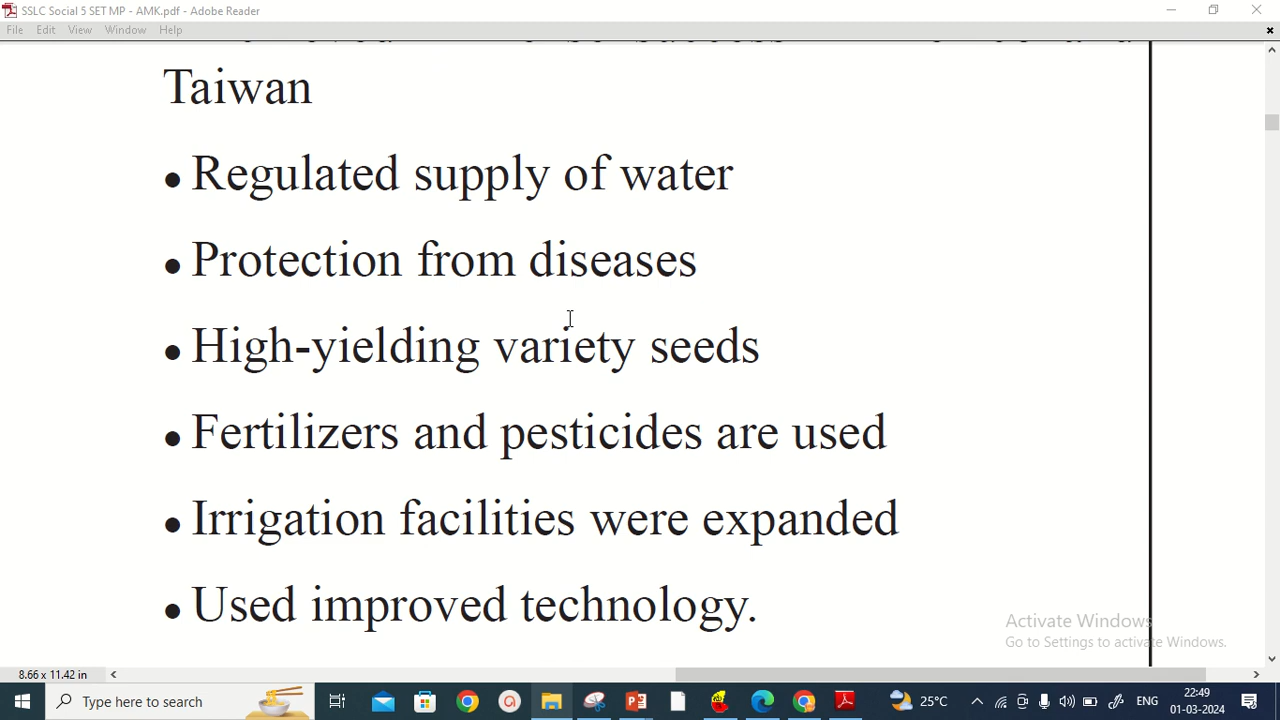 SSLC Social 5 SET MP - AMK.pdf - Adobe Reader
File Edit View Window Help
Taiwan
• Regulated supply of water
• Protection from diseases
• High-yielding variety seeds
• Fertilizers and pesticides are used
• Irrigation facilities were expanded
• Used improved technology.
Activate Windows
Go to Settings to activate Windows.
8.66 x 11.42 in
Type here to search
25°C
ENG
22:49
01-03-2024